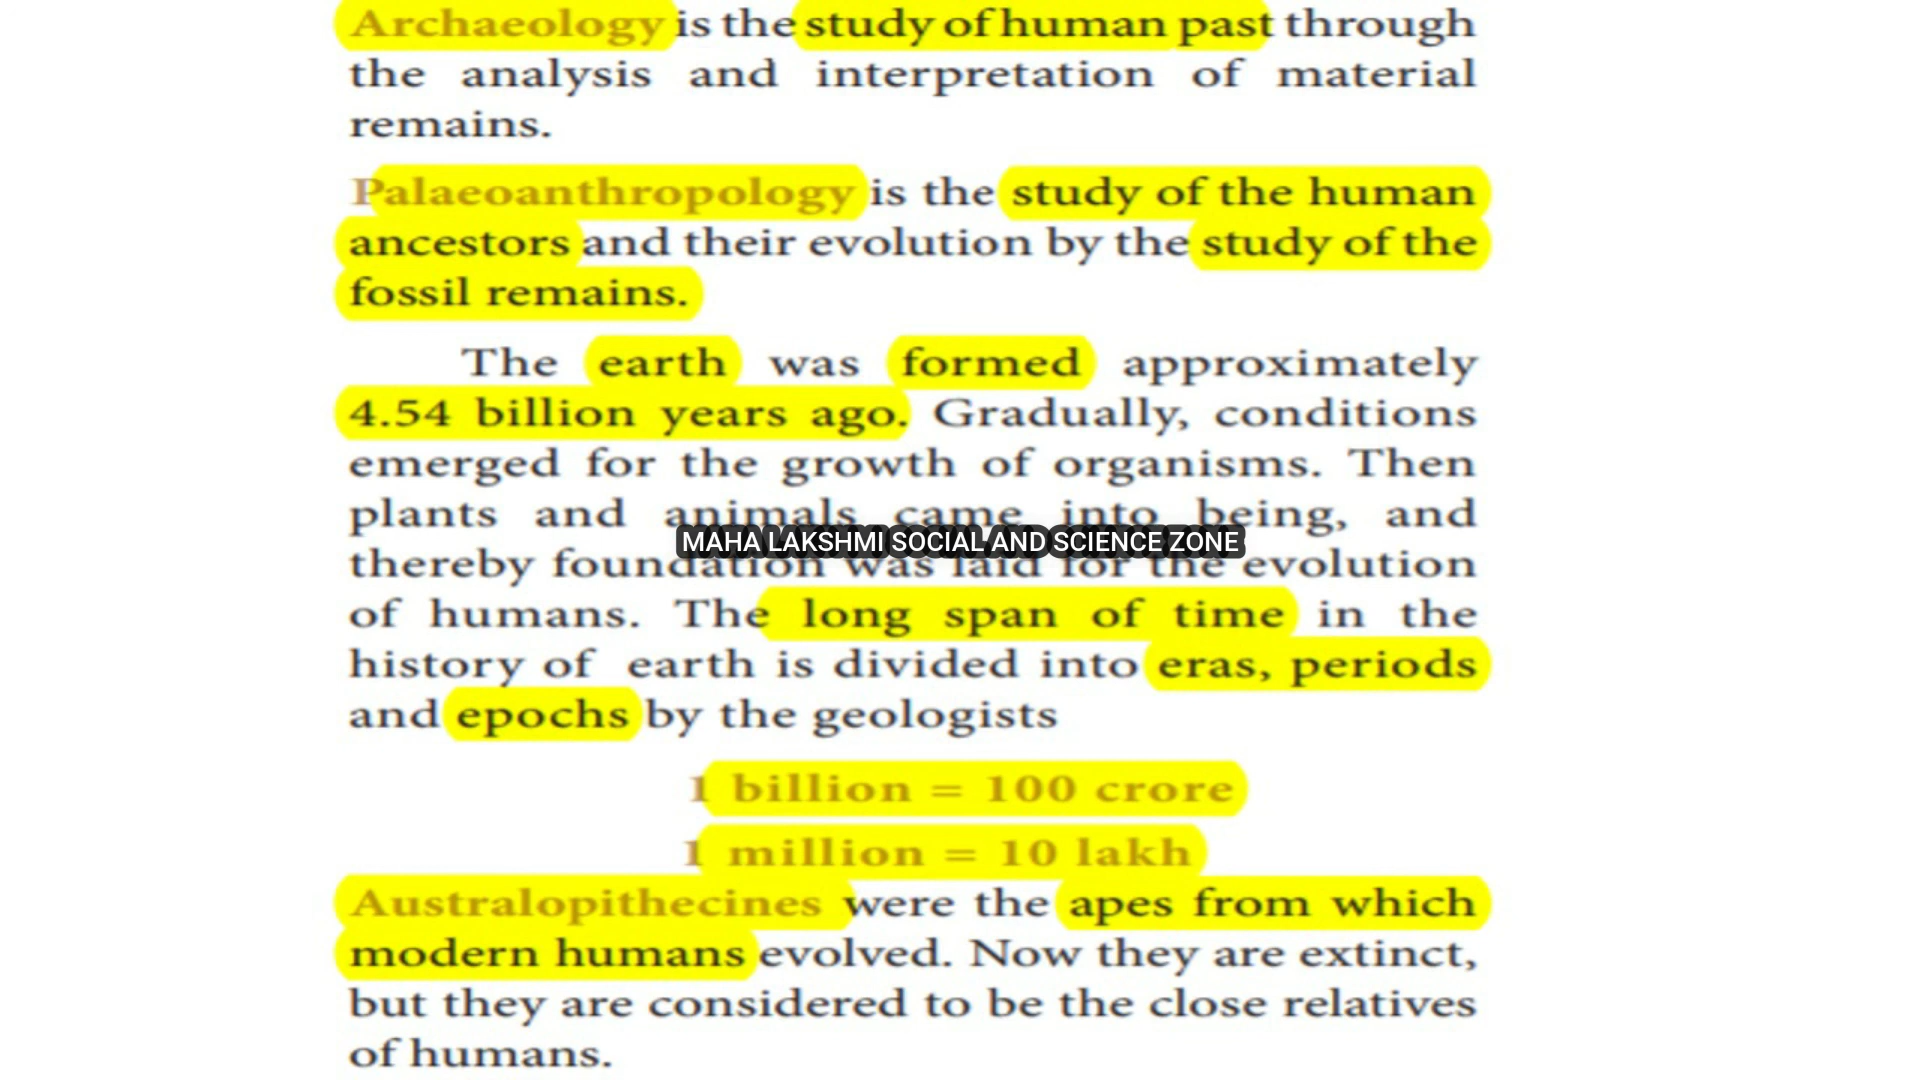 Archaeology is the study of human past through
the analysis and interpretation of material
remains.
Palaeoanthropology is the study of the human
ancestors and their evolution by the study of the
fossil remains.
The earth was formed approximately
4.54 billion years ago. Gradually, conditions
emerged for the growth of organisms. Then
plants and animals came into being, and
MAHA LAKSHMI SOCIAL AND SCIENCE ZONE
thereby foundation was laid for the evolution
of humans. The long span of time in the
history of earth is divided into eras, periods
and epochs by the geologists
1 billion = 100 crore
1 million = 10 lakh
Australopithecines were the apes from which
modern humans evolved. Now they are extinct,
but they are considered to be the close relatives
of humans.